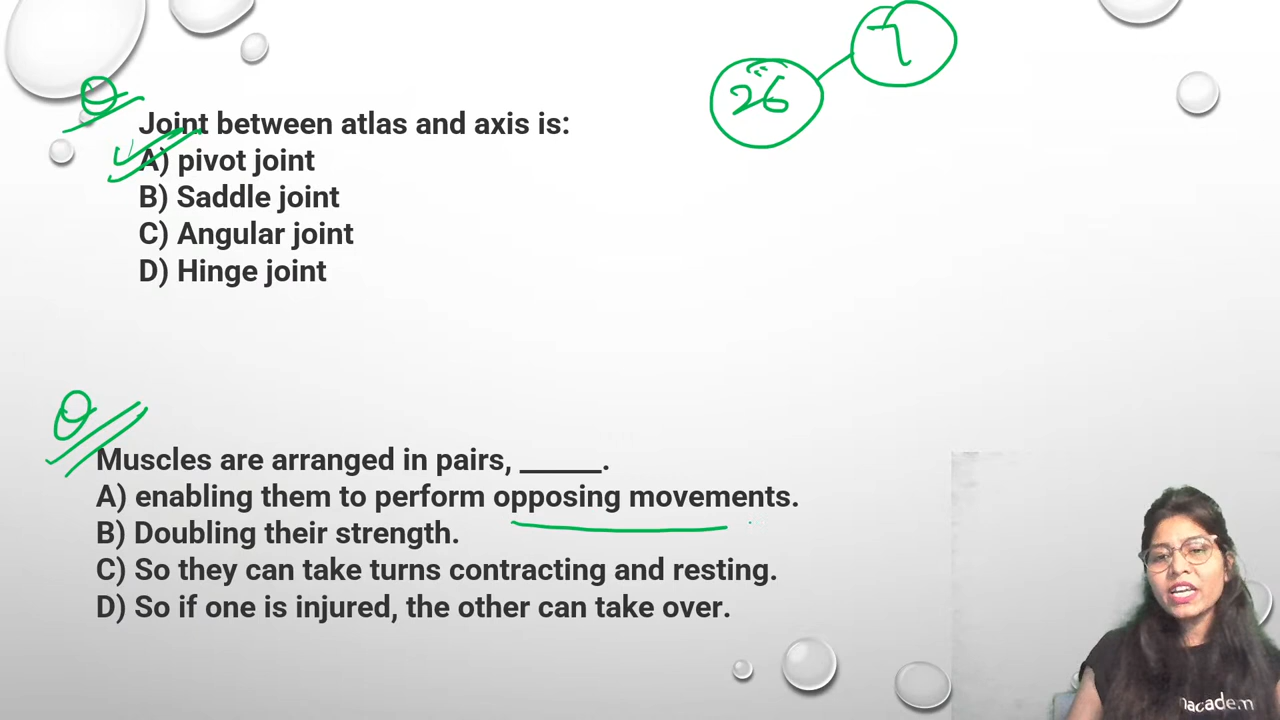 7
26
Q
Joint between atlas and axis is:
A) pivot joint
B) Saddle joint
C) Angular joint
D) Hinge joint
Q
Muscles are arranged in pairs, ______.
A) enabling them to perform opposing movements.
B) Doubling their strength.
C) So they can take turns contracting and resting.
D) So if one is injured, the other can take over.